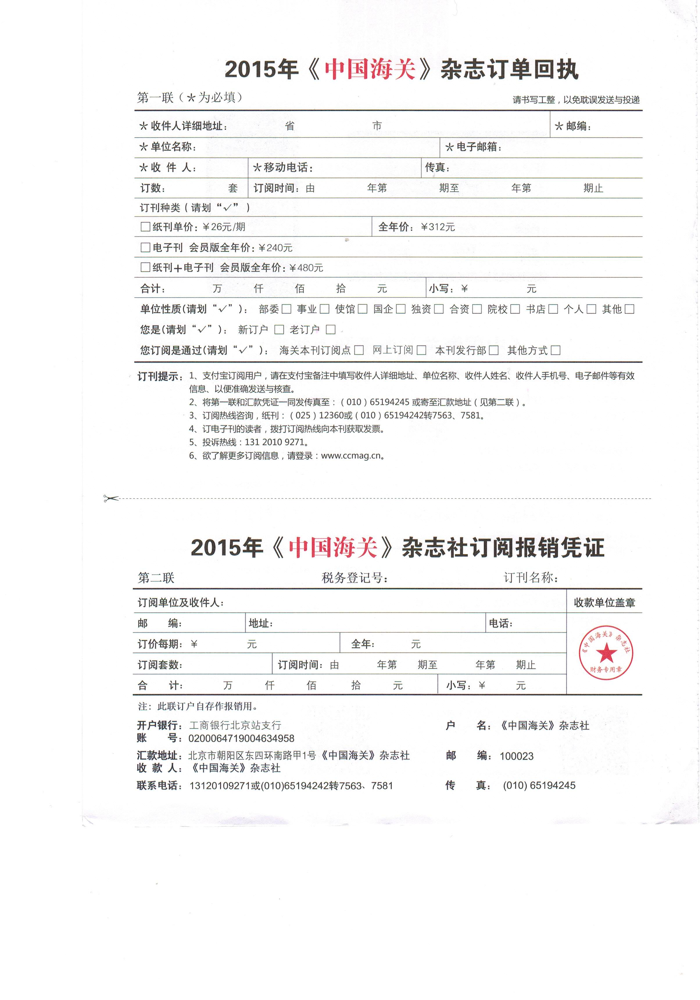 2015年《中国海关》杂志订单回执
第一联（＊为必填） 请书写工整，以免耽误发送与投递
＊收件人详细地址： 省 市 ＊邮编：
＊单位名称： ＊电子邮箱：
＊收 件 人： ＊移动电话： 传真：
订数： 套 订阅时间：由 年第 期至 年第 期止
订刊种类（请划“✓”）
□纸刊单价：¥26元/期 全年价：¥312元
□电子刊 会员版全年价：¥240元
□纸刊＋电子刊 会员版全年价：¥480元
合计： 万 仟 佰 拾 元 小写：¥ 元
单位性质(请划“✓”)： 部委□ 事业□ 使馆□ 国企□ 独资□ 合资□ 院校□ 书店□ 个人□ 其他□
您是(请划“✓”)： 新订户 □ 老订户 □
您订阅是通过(请划“✓”)： 海关本刊订阅点□ 网上订阅□ 本刊发行部□ 其他方式□
订刊提示：1、支付宝订阅用户，请在支付宝备注中填写收件人详细地址、单位名称、收件人姓名、收件人手机号、电子邮件等有效
信息、以便准确发送与核查。
2、将第一联和汇款凭证一同发传真至：（010）65194245 或寄至汇款地址（见第二联）。
3、订阅热线咨询，纸刊：（025）12360或（010）65194242转7563、7581。
4、订电子刊的读者，拨打订阅热线向本刊获取发票。
5、投诉热线：131 2010 9271。
6、欲了解更多订阅信息，请登录：www.ccmag.cn。
2015年《中国海关》杂志社订阅报销凭证
第二联 税务登记号： 订刊名称：
订阅单位及收件人： 收款单位盖章
邮 编： 地址： 电话：
订价每期：¥ 元 全年： 元
《中国海关》杂志社
财务专用章
订阅套数： 订阅时间：由 年第 期至 年第 期止
合 计： 万 仟 佰 拾 元 小写：¥ 元
注：此联订户自存作报销用。
开户银行：工商银行北京站支行 户 名：《中国海关》杂志社
账 号：0200064719004634958
汇款地址：北京市朝阳区东四环南路甲1号《中国海关》杂志社 邮 编：100023
收 款 人：《中国海关》杂志社
联系电话：13120109271或(010)65194242转7563、7581 传 真： (010) 65194245